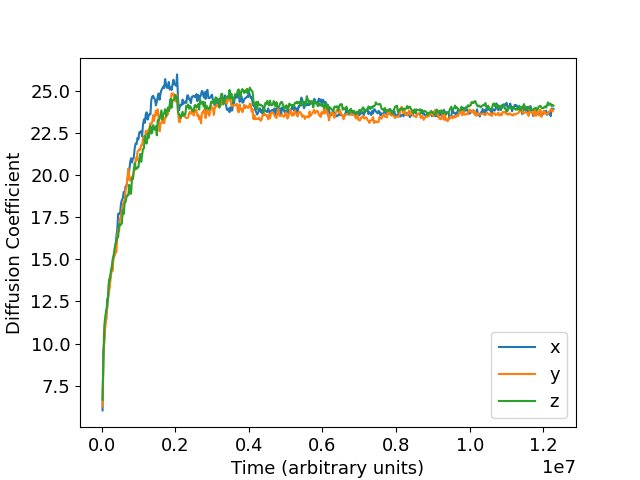 25.0
22.5
20.0
17.5
15.0
12.5
10.0
7.5
Diffusion Coefficient
0.0 0.2 0.4 0.6 0.8 1.0 1.2
1e7
Time (arbitrary units)
x
y
z